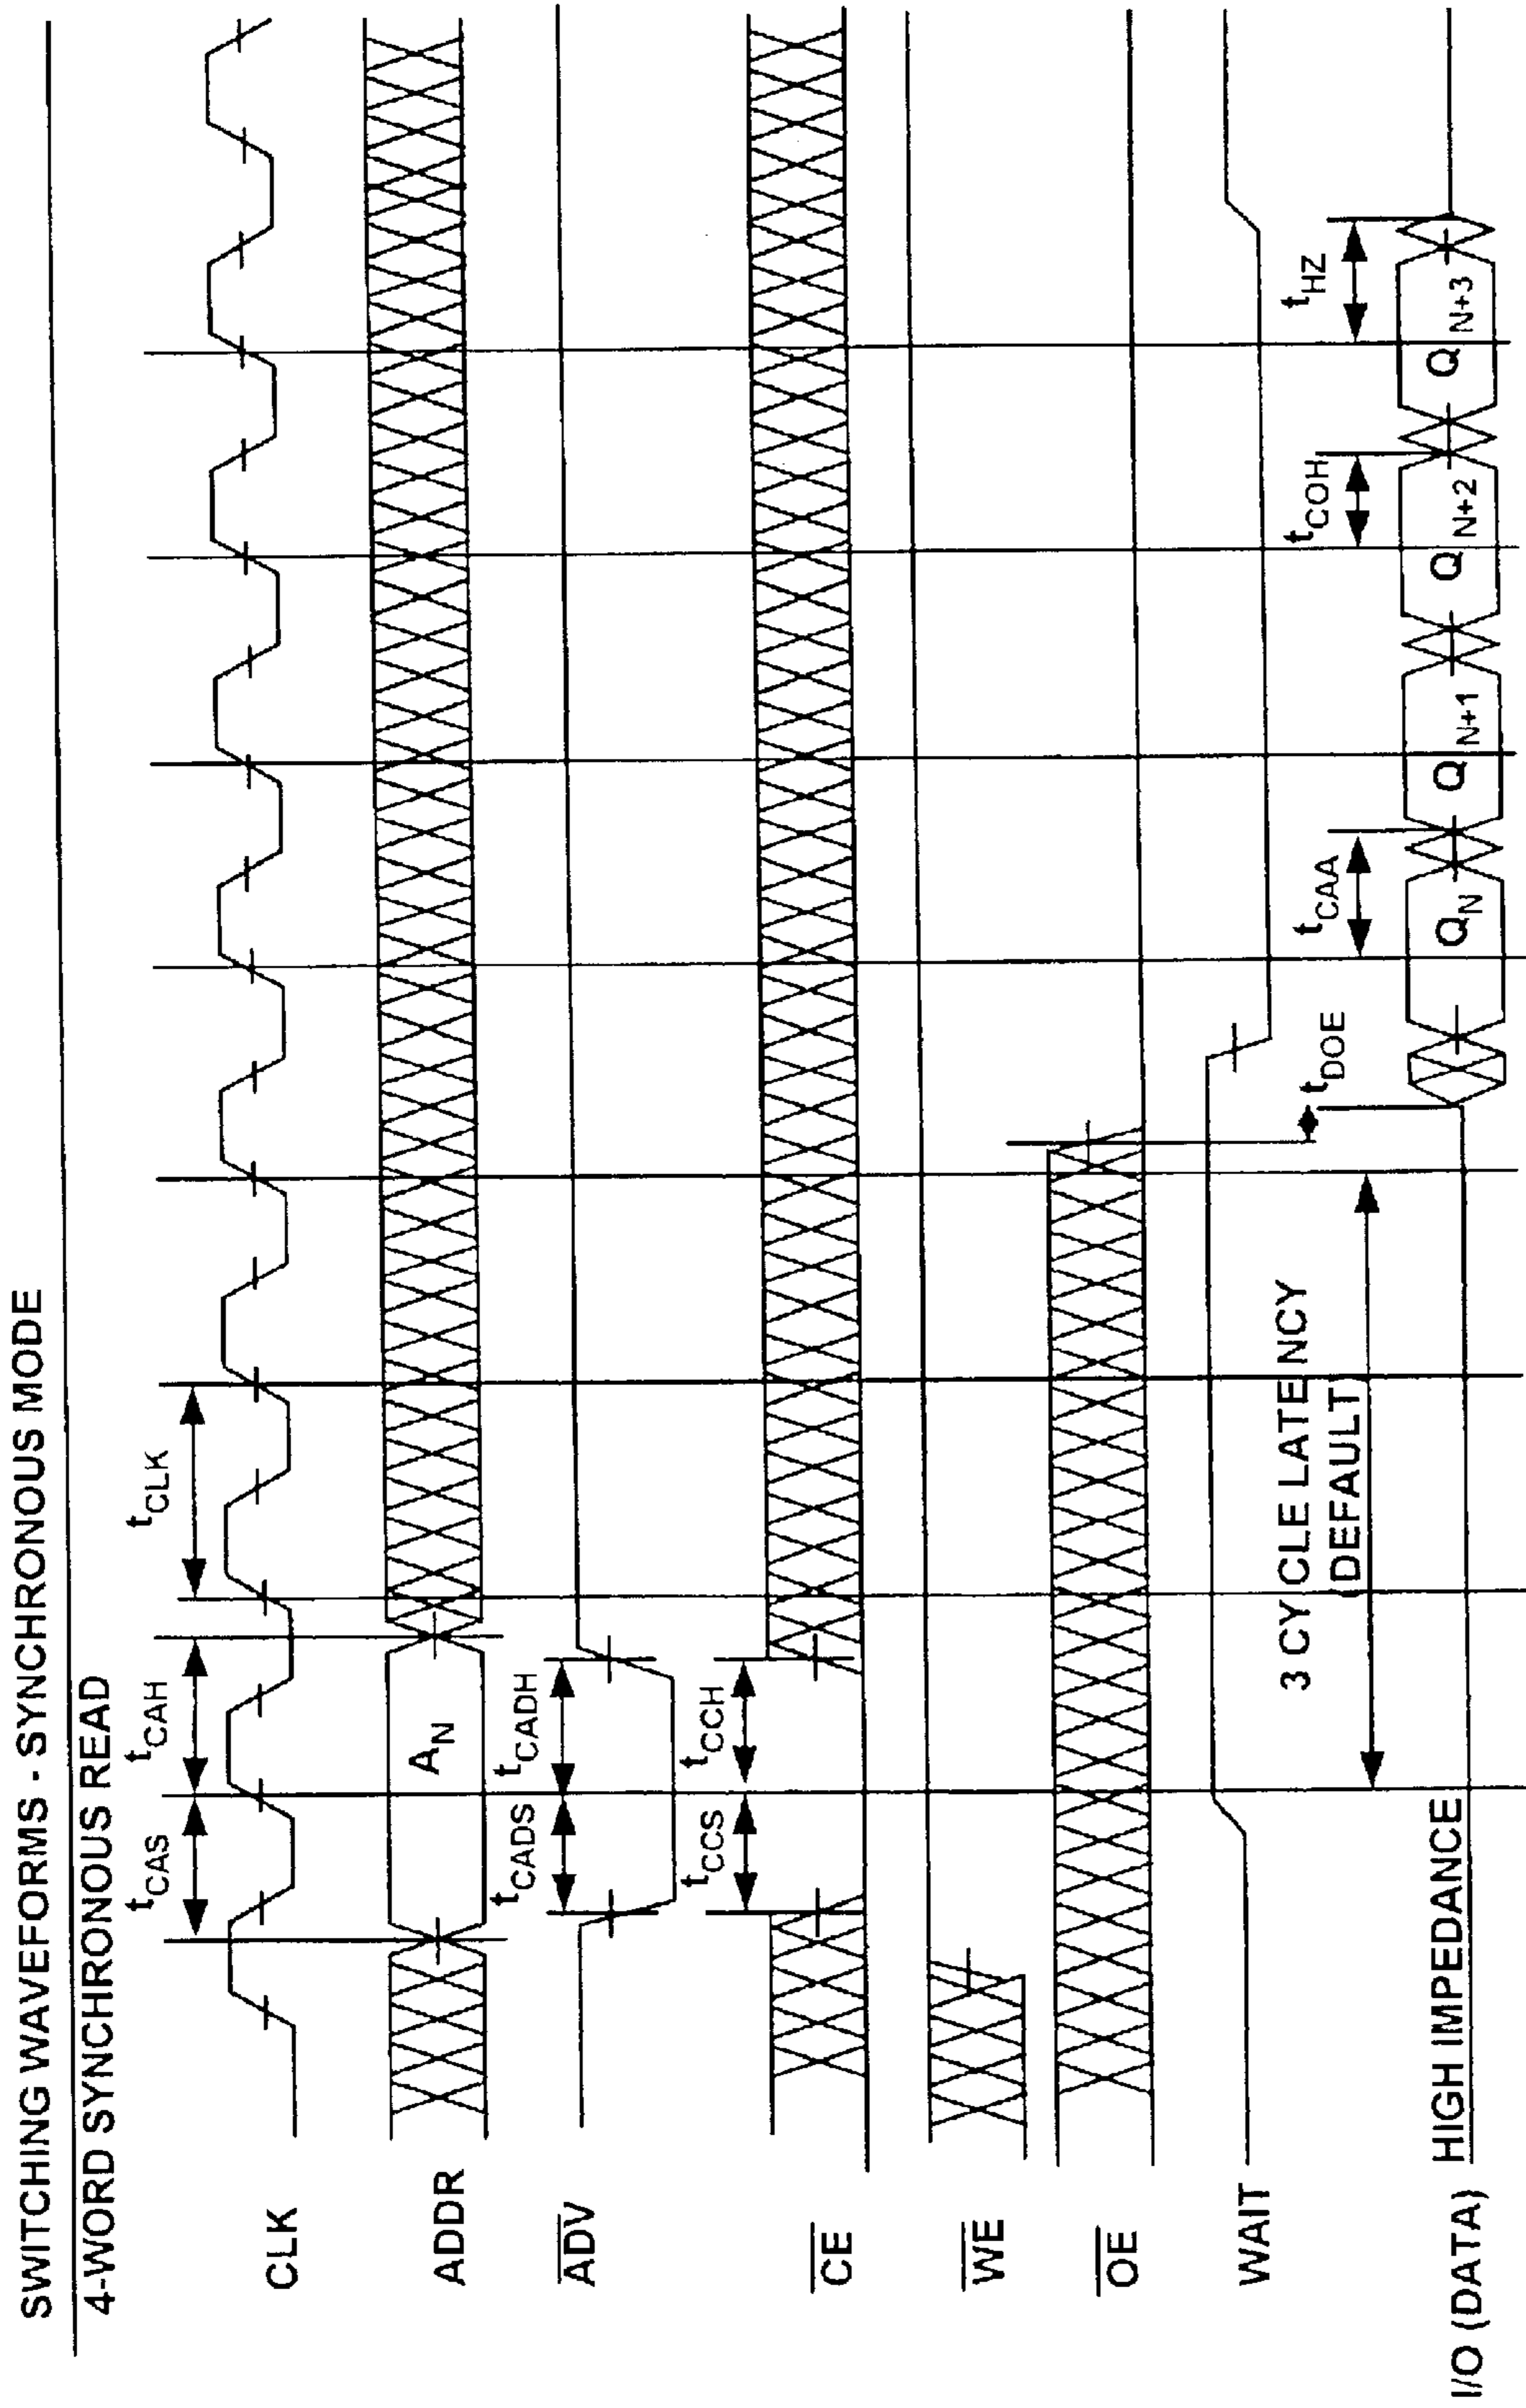 SWITCHING WAVEFORMS - SYNCHRONOUS MODE
4-WORD SYNCHRONOUS READ
tCAS tCAH tCLK
CLK
ADDR AN
tCADS tCADH
ADV
tCCS tCCH
CE
WE
OE
WAIT
3 CYCLE LATENCY
(DEFAULT)
tDOE tCAA tCOH tHZ
I/O (DATA) HIGH IMPEDANCE QN QN+1 QN+2 QN+3